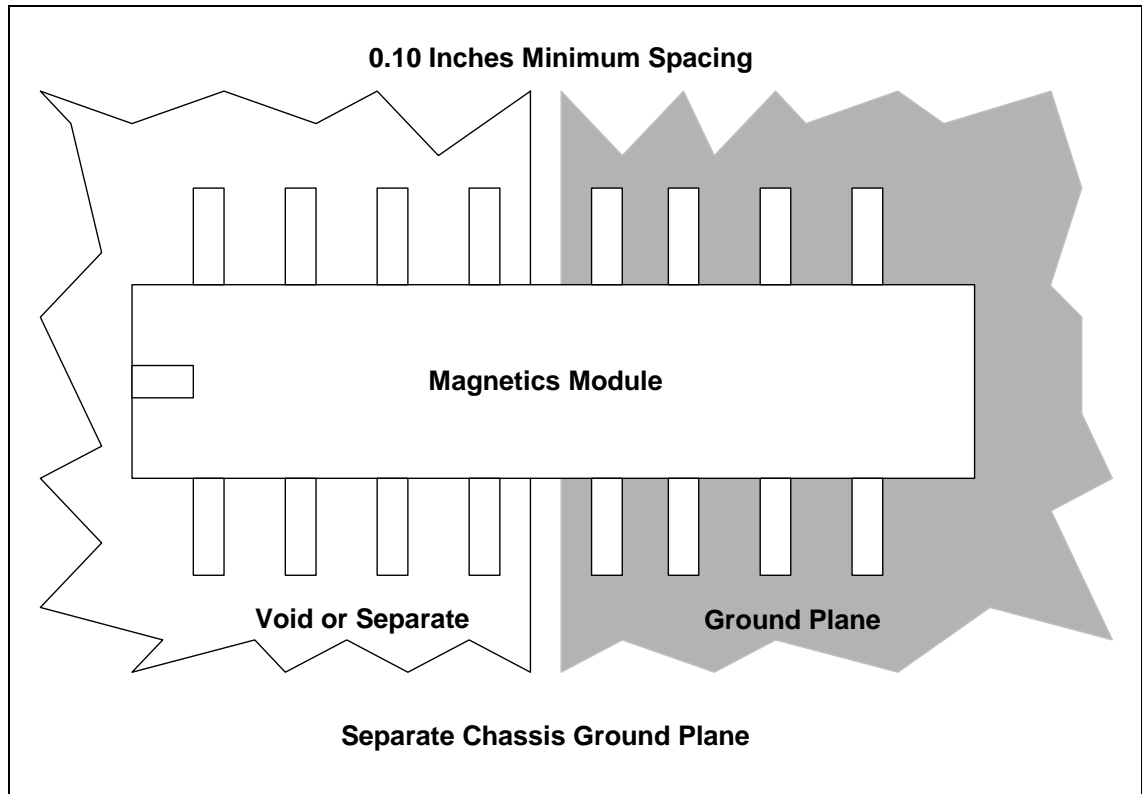 0.10 Inches Minimum Spacing
Magnetics Module
Void or Separate
Ground Plane
Separate Chassis Ground Plane